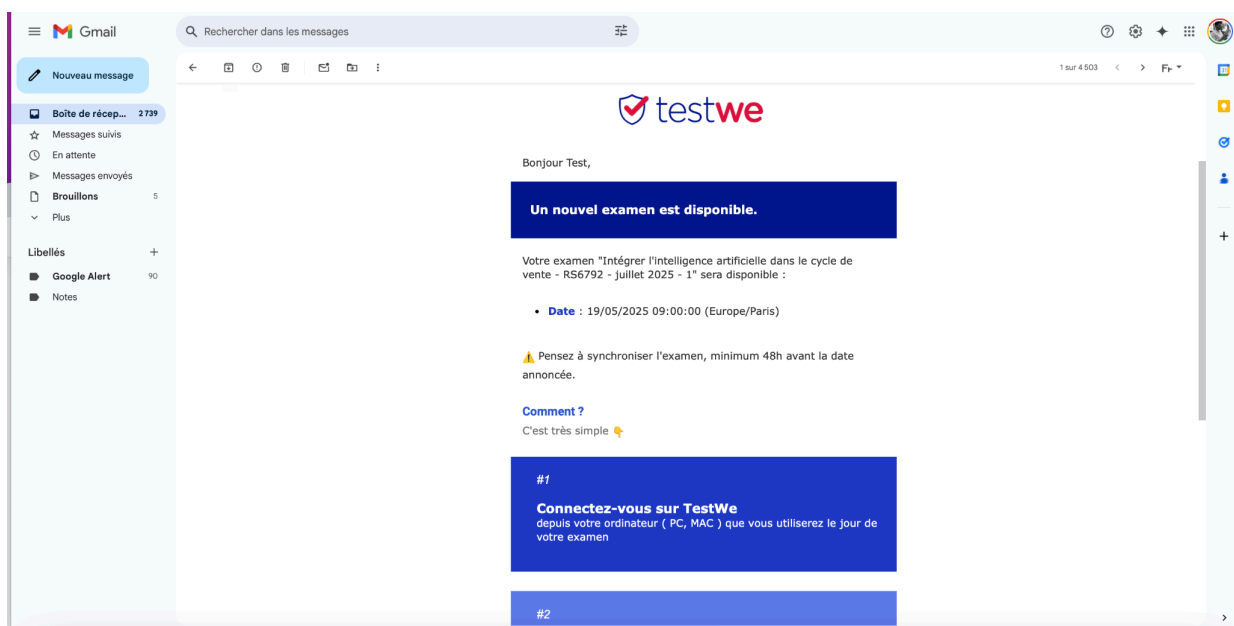 Gmail
Rechercher dans les messages
Nouveau message
1 sur 4 503
Boîte de récep... 2 739
Messages suivis
En attente
Messages envoyés
Brouillons 5
Plus
Libellés
Google Alert 90
Notes
testwe
Bonjour Test,
Un nouvel examen est disponible.
Votre examen "Intégrer l'intelligence artificielle dans le cycle de
vente - RS6792 - juillet 2025 - 1" sera disponible :
• Date : 19/05/2025 09:00:00 (Europe/Paris)
⚠️ Pensez à synchroniser l'examen, minimum 48h avant la date
annoncée.
Comment ?
C'est très simple 👇
#1
Connectez-vous sur TestWe
depuis votre ordinateur ( PC, MAC ) que vous utiliserez le jour de
votre examen
#2